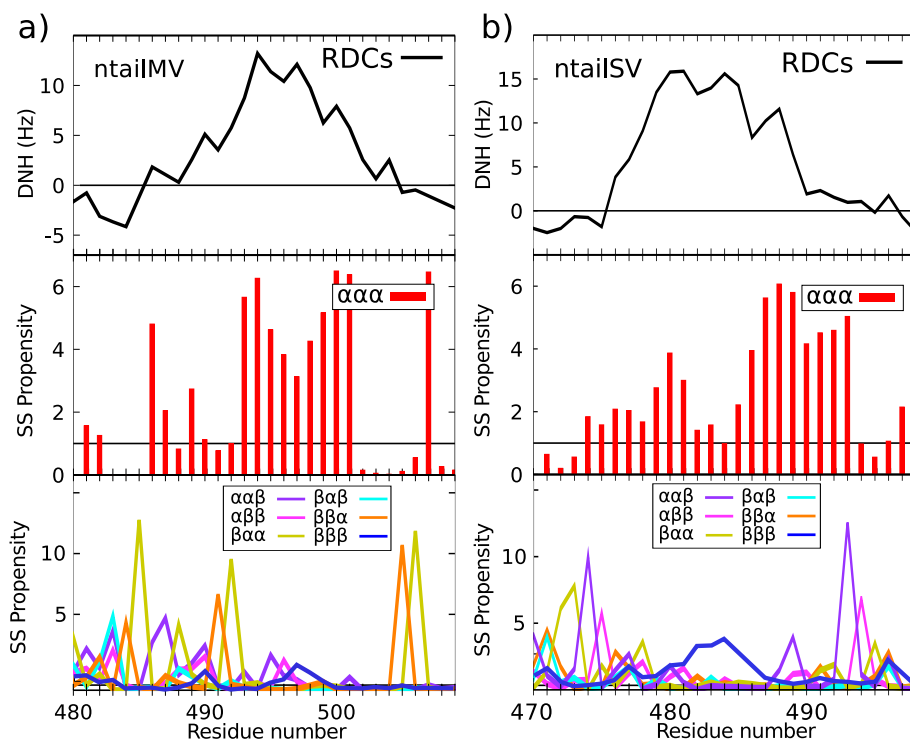 a)
ntailMV
RDCs
DNH (Hz)
10
5
0
-5
ααα
SS Propensity
6
4
2
0
ααβ
αββ
βαα
βαβ
ββα
βββ
SS Propensity
10
5
480
490
500
Residue number
b)
ntailSV
RDCs
DNH (Hz)
15
10
5
0
ααα
SS Propensity
6
4
2
0
ααβ
αββ
βαα
βαβ
ββα
βββ
SS Propensity
10
5
470
480
490
Residue number